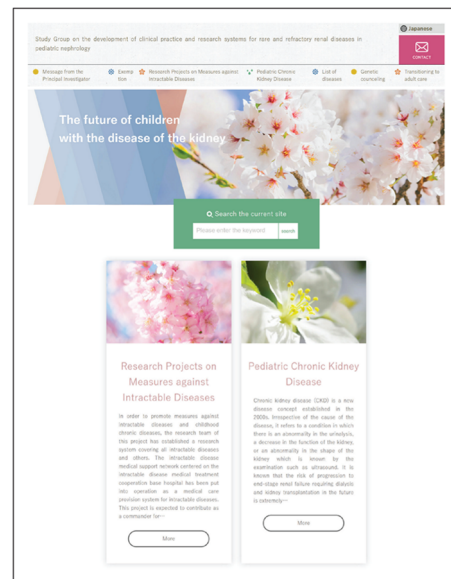 Japanese
Study Group on the development of clinical practice and research systems for rare and refractory renal diseases in
pediatric nephrology
CONTACT
Message from the
Principal Investigator
Exemp
tion
Research Projects on Measures against
Intractable Diseases
Pediatric Chronic
Kidney Disease
List of
diseases
Genetic
counseling
Transitioning to
adult care
The future of children
with the disease of the kidney
Search the current site
Please enter the keyword
search
Research Projects on
Measures against
Intractable Diseases
In order to promote measures against
intractable diseases and childhood
chronic diseases, the research team of
this project has established a research
system covering all intractable diseases
and others. The intractable disease
medical support network centered on the
intractable disease medical treatment
cooperation base hospital has been put
into operation as a medical care
provision system for intractable diseases.
This project is expected to contribute as
a commander for…
More
Pediatric Chronic Kidney
Disease
Chronic kidney disease (CKD) is a new
disease concept established in the
2000s. Irrespective of the cause of the
disease, it refers to a condition in which
there is an abnormality in the urinalysis,
a decrease in the function of the kidney,
or an abnormality in the shape of the
kidney which is known by the
examination such as ultrasound. It is
known that the risk of progression to
end-stage renal failure requiring dialysis
and kidney transplantation in the future
is extremely…
More